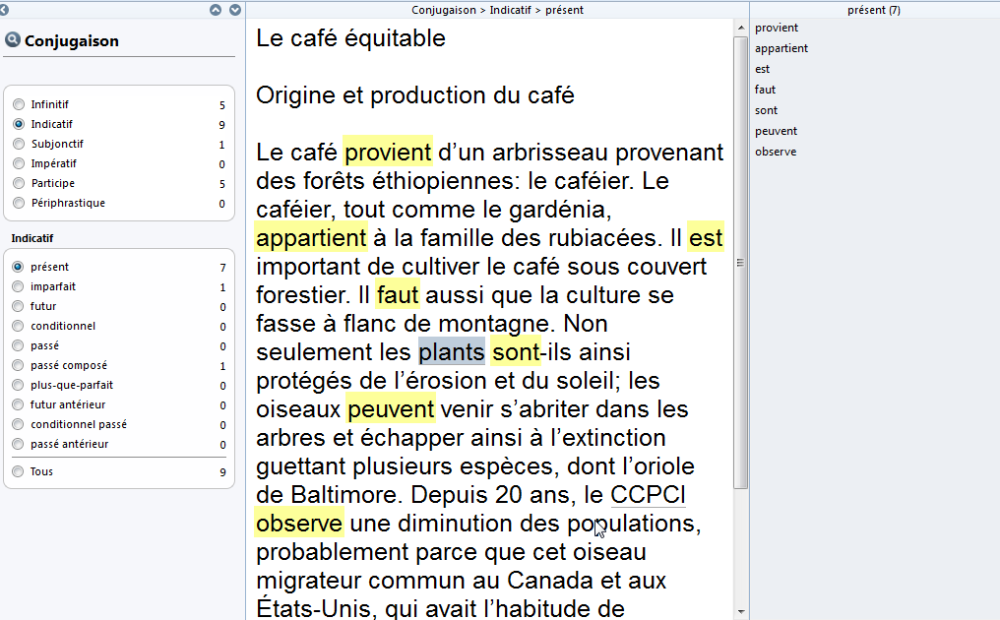 Conjugaison
Infinitif 5
Indicatif 9
Subjonctif 1
Impératif 0
Participe 5
Périphrastique 0
Indicatif
présent 7
imparfait 1
futur 0
conditionnel 0
passé 0
passé composé 1
plus-que-parfait 0
futur antérieur 0
conditionnel passé 0
passé antérieur 0
Tous 9
Conjugaison > Indicatif > présent
Le café équitable
Origine et production du café
Le café provient d’un arbrisseau provenant
des forêts éthiopiennes: le caféier. Le
caféier, tout comme le gardénia,
appartient à la famille des rubiacées. Il est
important de cultiver le café sous couvert
forestier. Il faut aussi que la culture se
fasse à flanc de montagne. Non
seulement les plants sont-ils ainsi
protégés de l’érosion et du soleil; les
oiseaux peuvent venir s’abriter dans les
arbres et échapper ainsi à l’extinction
guettant plusieurs espèces, dont l’oriole
de Baltimore. Depuis 20 ans, le CCPCI
observe une diminution des populations,
probablement parce que cet oiseau
migrateur commun au Canada et aux
États-Unis, qui avait l’habitude de
présent (7)
provient
appartient
est
faut
sont
peuvent
observe